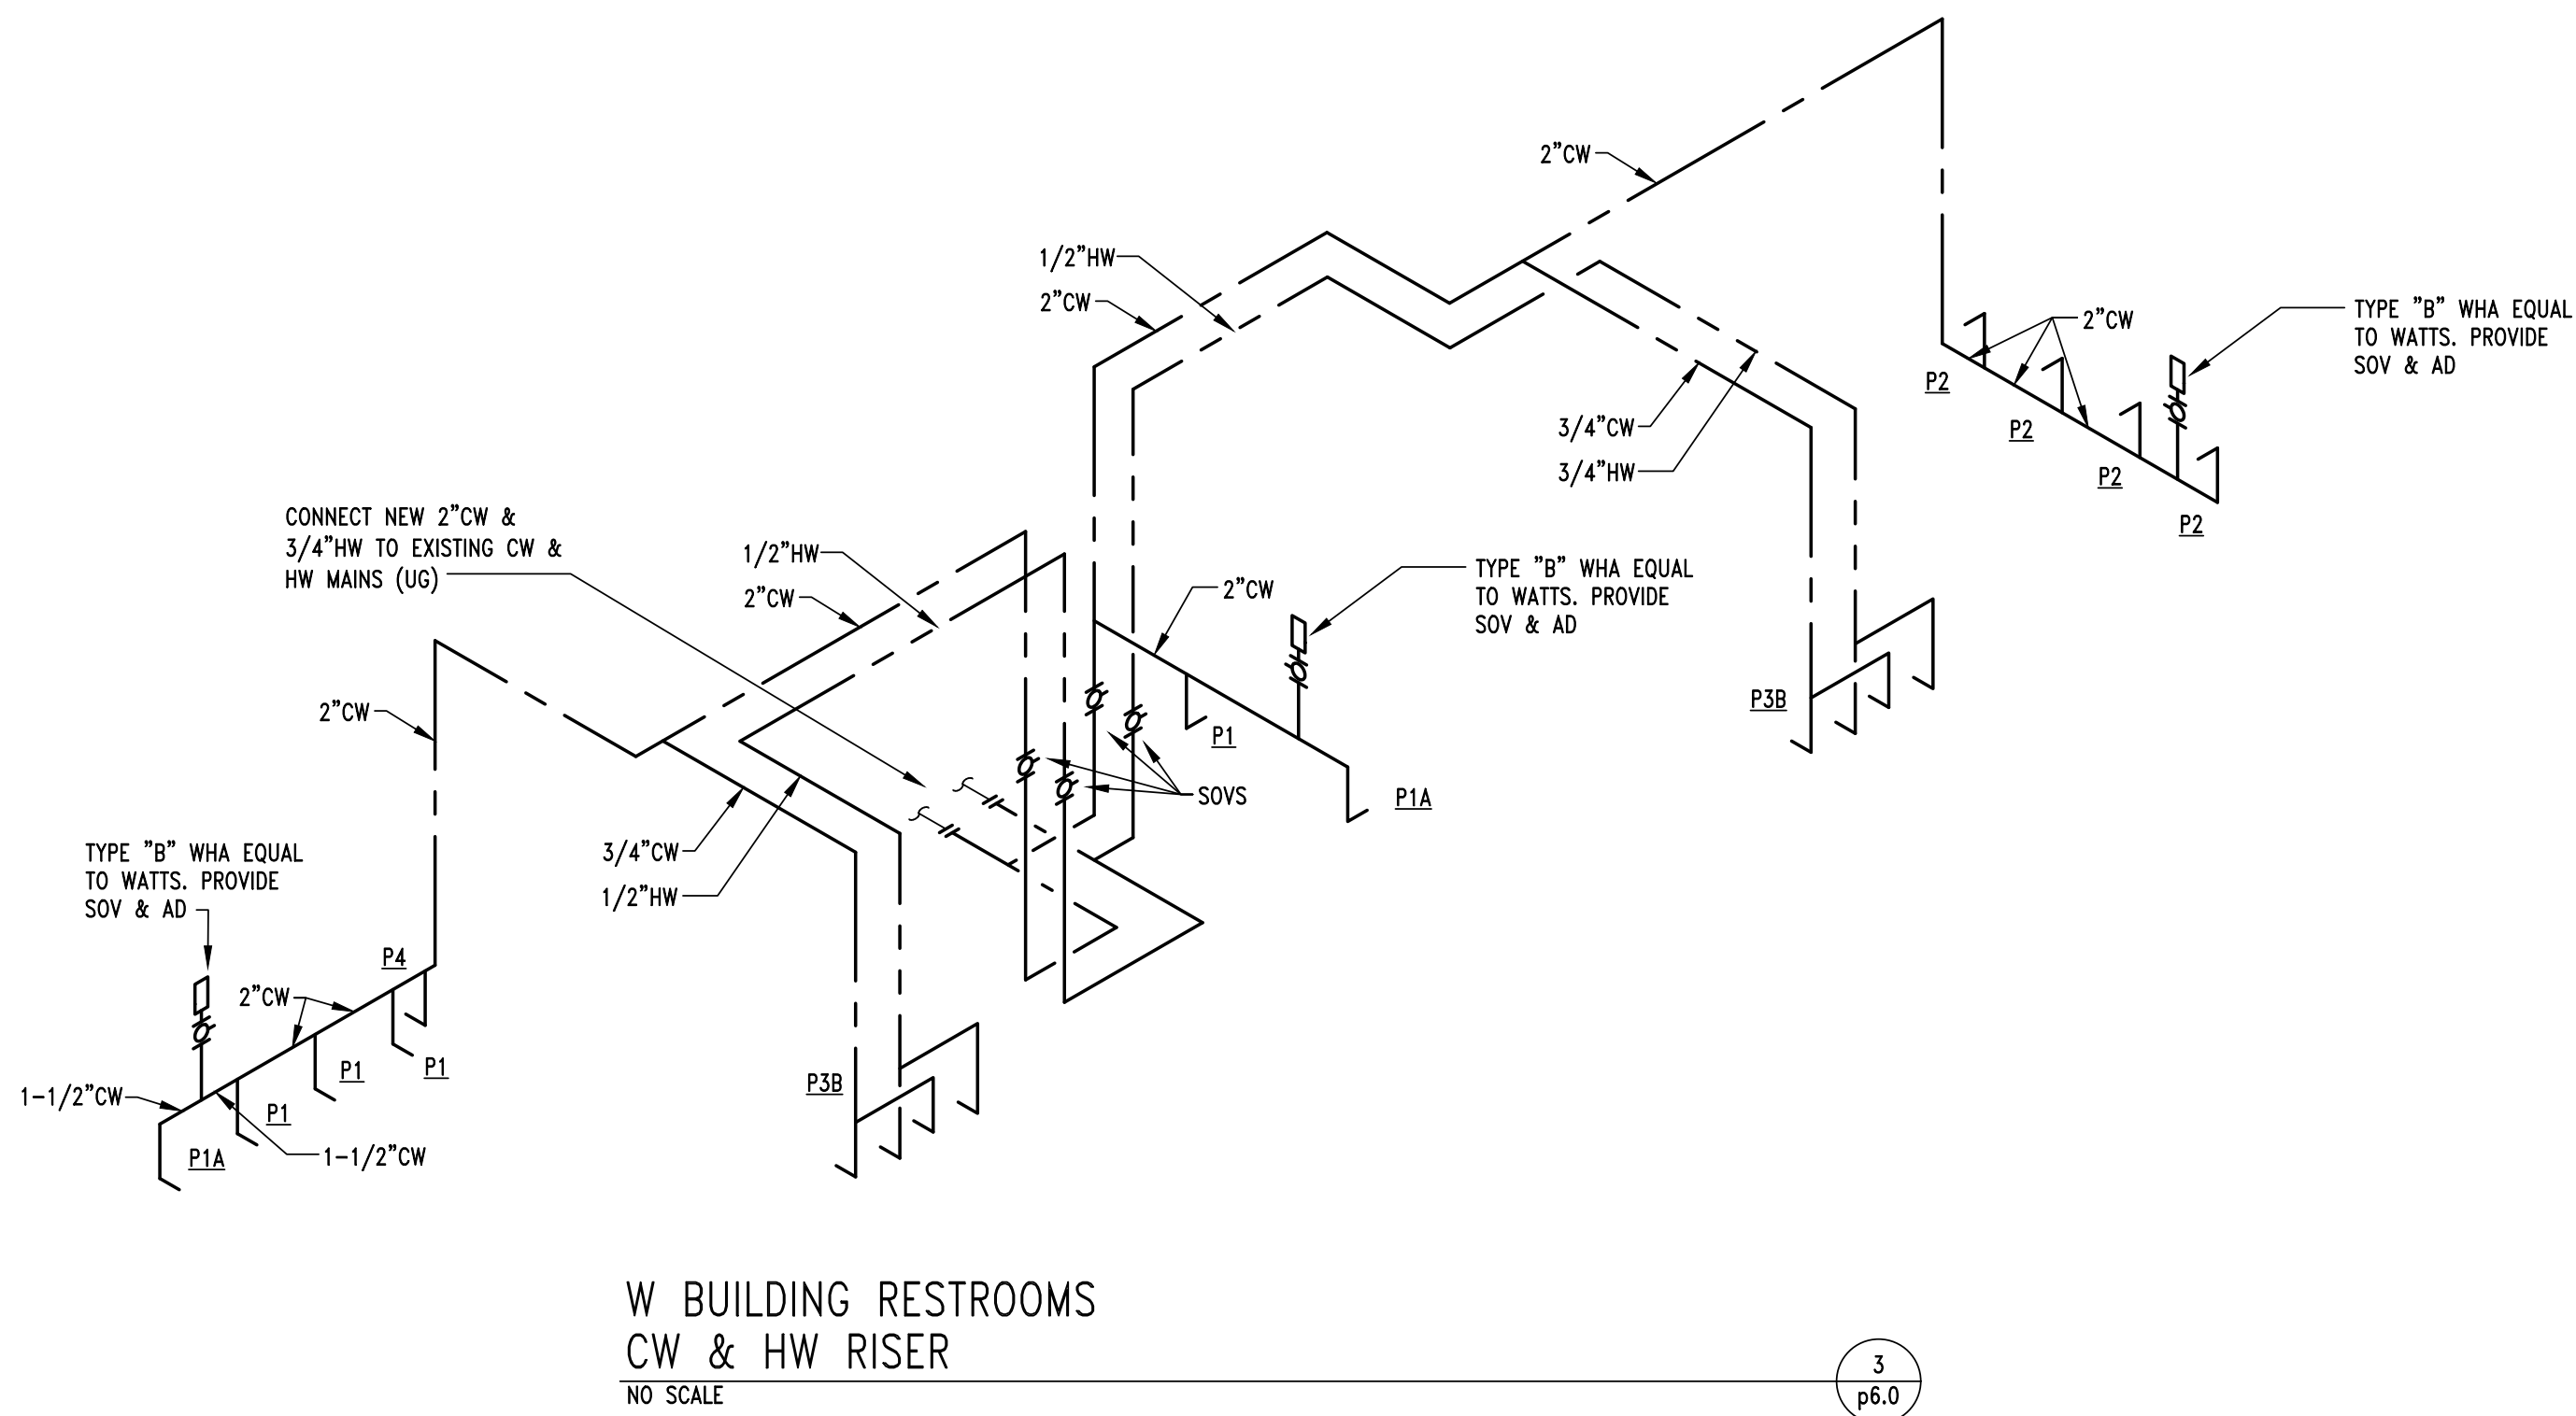 2"CW
1/2"HW
2"CW
2"CW
TYPE "B" WHA EQUAL
TO WATTS. PROVIDE
SOV & AD
P2
P2
P2
P2
3/4"CW
3/4"HW
CONNECT NEW 2"CW &
3/4"HW TO EXISTING CW &
HW MAINS (UG)
1/2"HW
2"CW
2"CW
TYPE "B" WHA EQUAL
TO WATTS. PROVIDE
SOV & AD
2"CW
P3B
P1
SOVS
P1A
3/4"CW
1/2"HW
TYPE "B" WHA EQUAL
TO WATTS. PROVIDE
SOV & AD
P4
2"CW
P1
P1
P3B
1-1/2"CW
P1
P1A
1-1/2"CW
W BUILDING RESTROOMS
CW & HW RISER
NO SCALE
3
p6.0